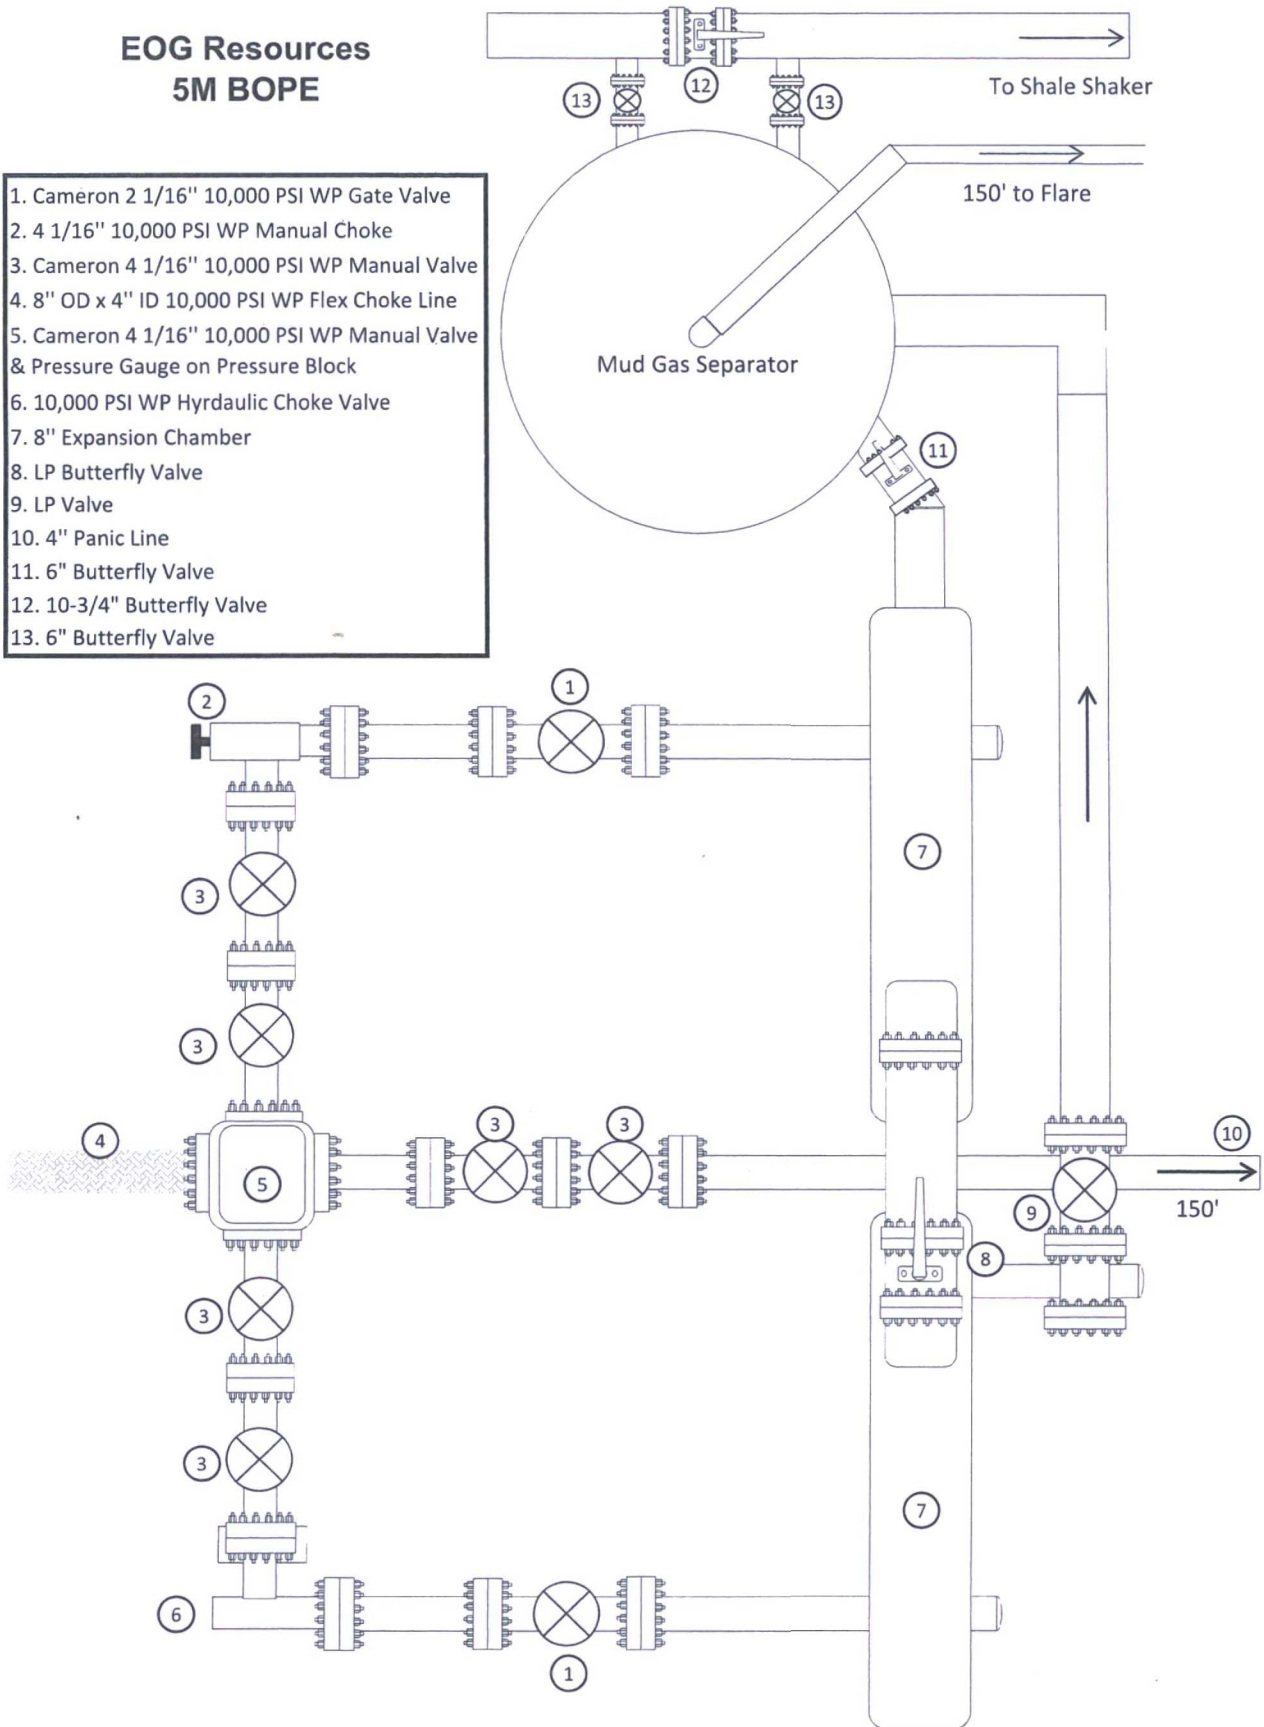 EOG Resources
5M BOPE
To Shale Shaker
12
13
13
150' to Flare
1. Cameron 2 1/16" 10,000 PSI WP Gate Valve
2. 4 1/16" 10,000 PSI WP Manual Choke
3. Cameron 4 1/16" 10,000 PSI WP Manual Valve
4. 8" OD x 4" ID 10,000 PSI WP Flex Choke Line
5. Cameron 4 1/16" 10,000 PSI WP Manual Valve
& Pressure Gauge on Pressure Block
6. 10,000 PSI WP Hyrdaulic Choke Valve
7. 8" Expansion Chamber
8. LP Butterfly Valve
9. LP Valve
10. 4" Panic Line
11. 6" Butterfly Valve
12. 10-3/4" Butterfly Valve
13. 6" Butterfly Valve
Mud Gas Separator
11
1
2
7
3
3
3
3
4
10
5
150'
9
8
3
3
7
6
1